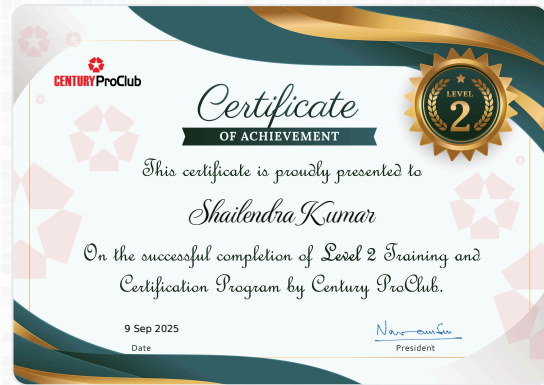 CENTURY ProClub
LEVEL
2
Certificate
OF ACHIEVEMENT
This certificate is proudly presented to
Shailendra Kumar
On the successful completion of Level 2 Training and
Certification Program by Century ProClub.
9 Sep 2025
Date
President